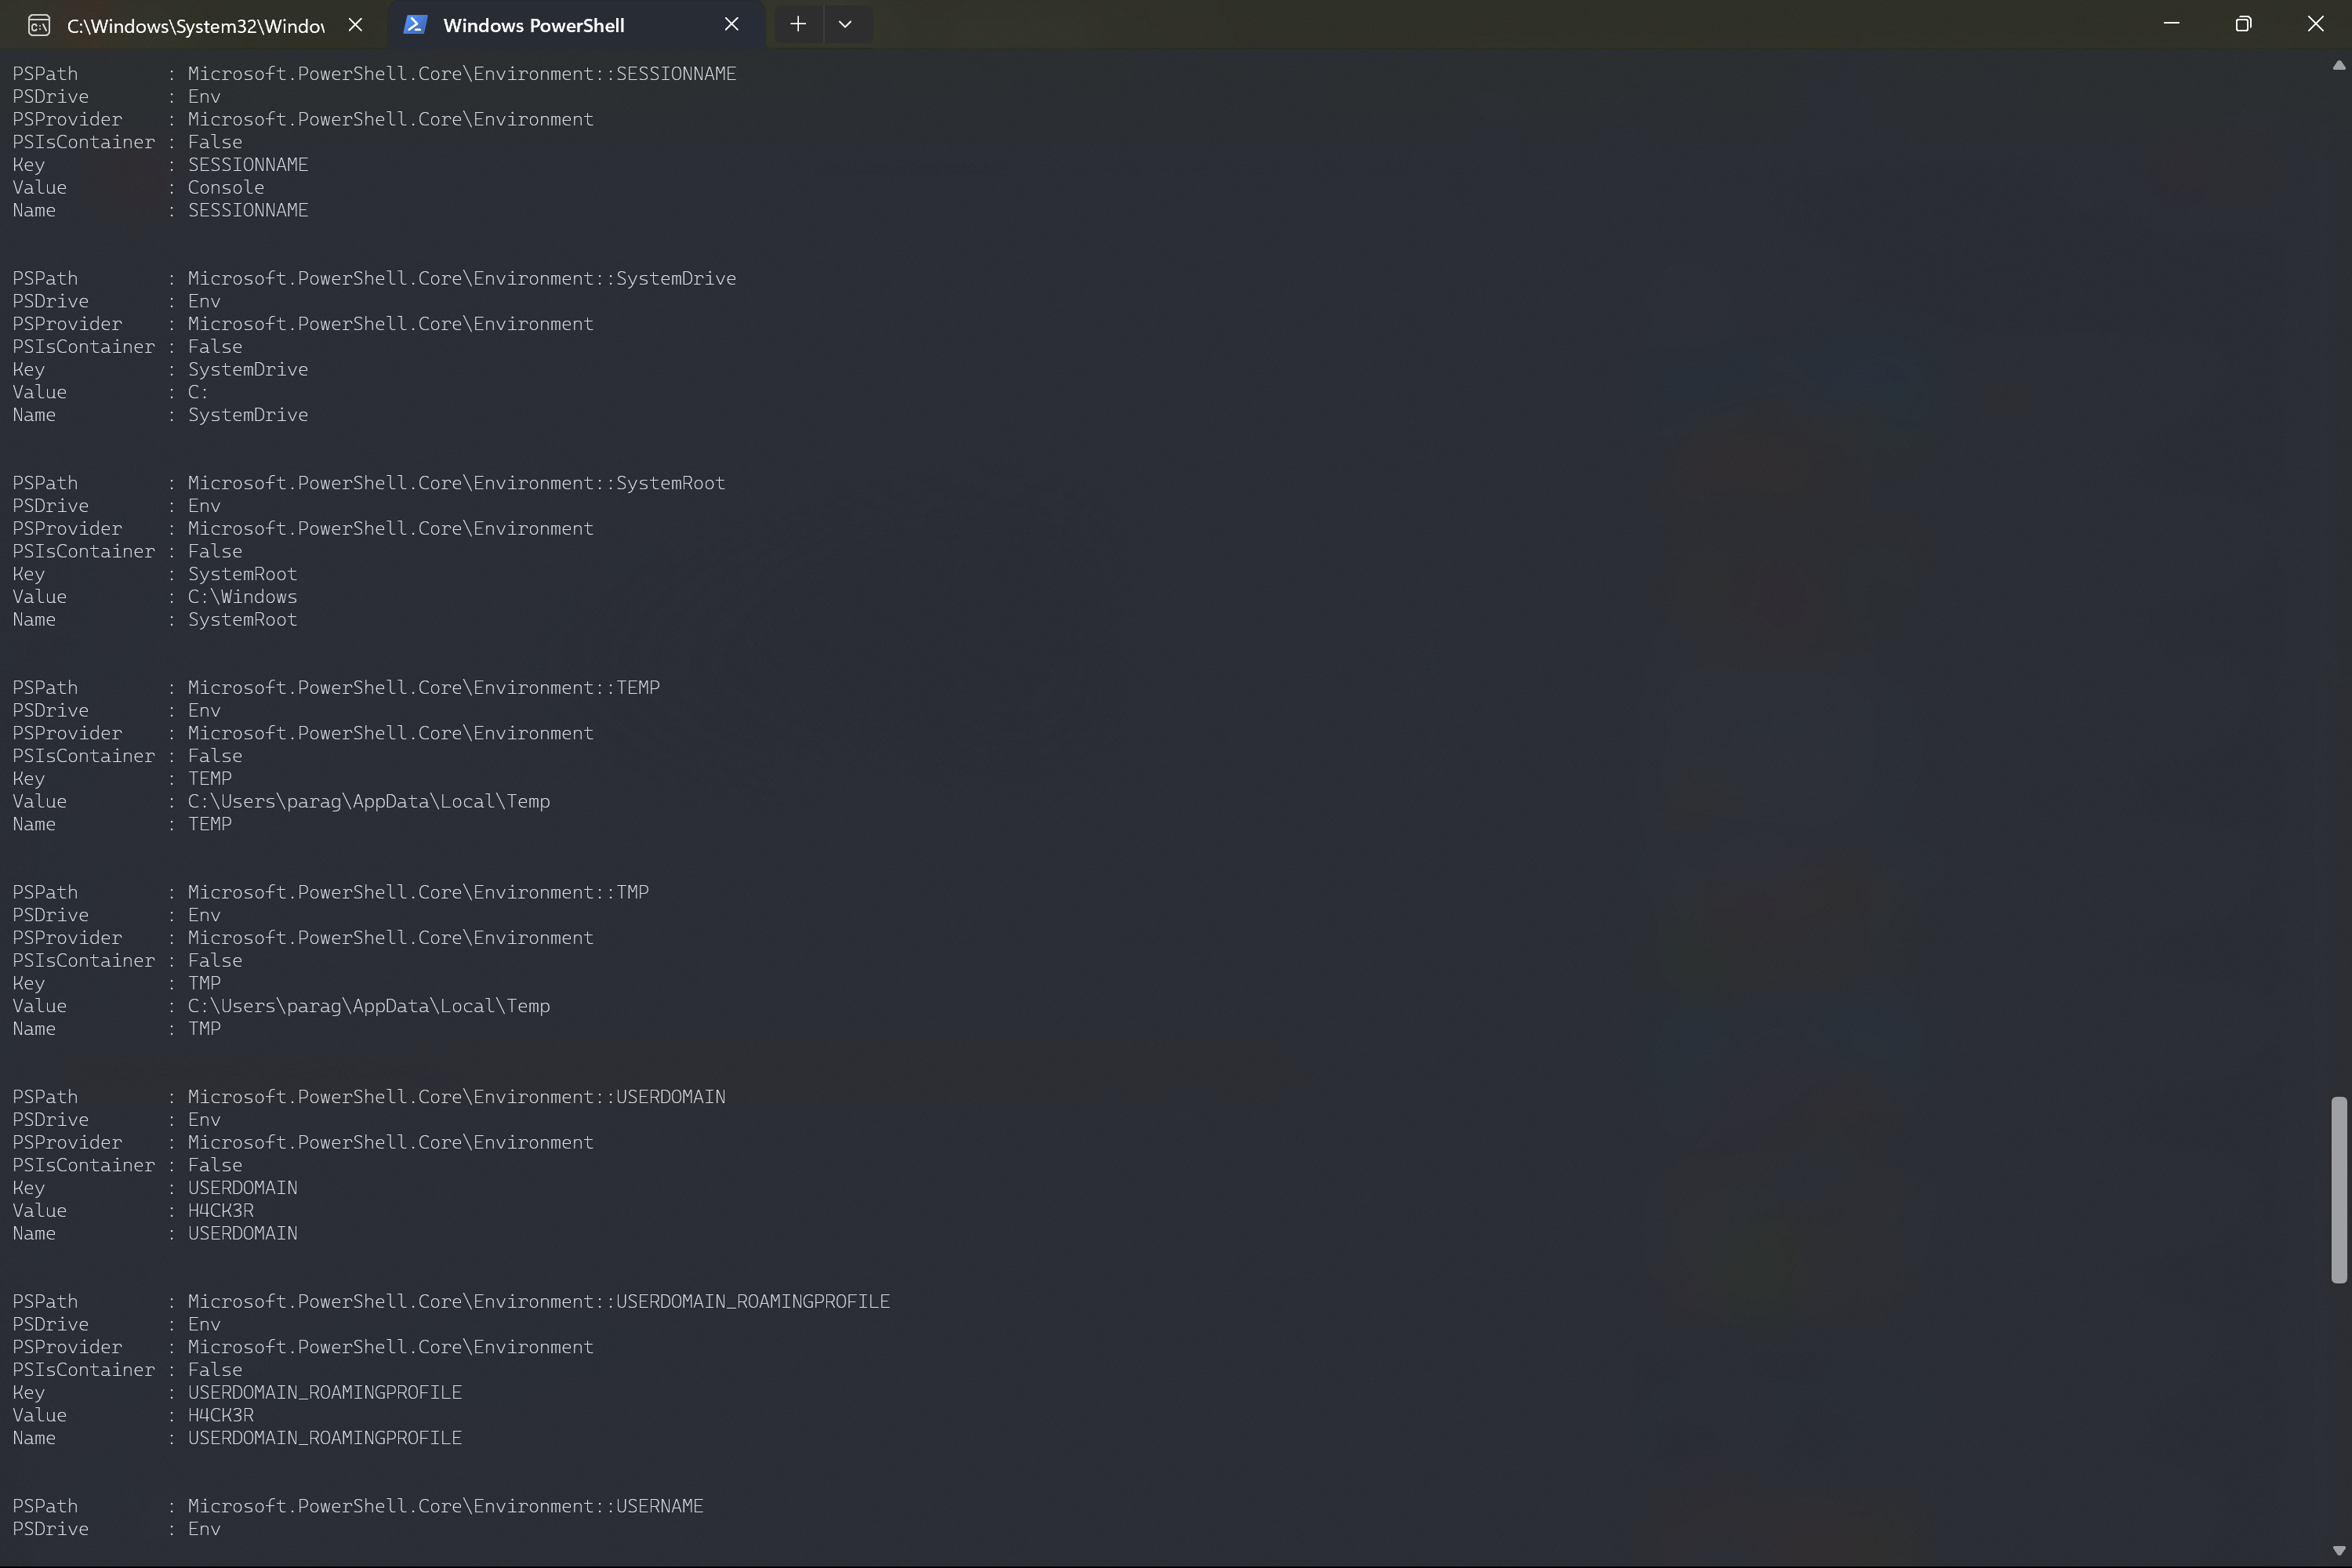 C:\Windows\System32\Windov
Windows PowerShell
PSPath        : Microsoft.PowerShell.Core\Environment::SESSIONNAME
PSDrive       : Env
PSProvider    : Microsoft.PowerShell.Core\Environment
PSIsContainer : False
Key           : SESSIONNAME
Value         : Console
Name          : SESSIONNAME
PSPath        : Microsoft.PowerShell.Core\Environment::SystemDrive
PSDrive       : Env
PSProvider    : Microsoft.PowerShell.Core\Environment
PSIsContainer : False
Key           : SystemDrive
Value         : C:
Name          : SystemDrive
PSPath        : Microsoft.PowerShell.Core\Environment::SystemRoot
PSDrive       : Env
PSProvider    : Microsoft.PowerShell.Core\Environment
PSIsContainer : False
Key           : SystemRoot
Value         : C:\Windows
Name          : SystemRoot
PSPath        : Microsoft.PowerShell.Core\Environment::TEMP
PSDrive       : Env
PSProvider    : Microsoft.PowerShell.Core\Environment
PSIsContainer : False
Key           : TEMP
Value         : C:\Users\parag\AppData\Local\Temp
Name          : TEMP
PSPath        : Microsoft.PowerShell.Core\Environment::TMP
PSDrive       : Env
PSProvider    : Microsoft.PowerShell.Core\Environment
PSIsContainer : False
Key           : TMP
Value         : C:\Users\parag\AppData\Local\Temp
Name          : TMP
PSPath        : Microsoft.PowerShell.Core\Environment::USERDOMAIN
PSDrive       : Env
PSProvider    : Microsoft.PowerShell.Core\Environment
PSIsContainer : False
Key           : USERDOMAIN
Value         : H4CK3R
Name          : USERDOMAIN
PSPath        : Microsoft.PowerShell.Core\Environment::USERDOMAIN_ROAMINGPROFILE
PSDrive       : Env
PSProvider    : Microsoft.PowerShell.Core\Environment
PSIsContainer : False
Key           : USERDOMAIN_ROAMINGPROFILE
Value         : H4CK3R
Name          : USERDOMAIN_ROAMINGPROFILE
PSPath        : Microsoft.PowerShell.Core\Environment::USERNAME
PSDrive       : Env